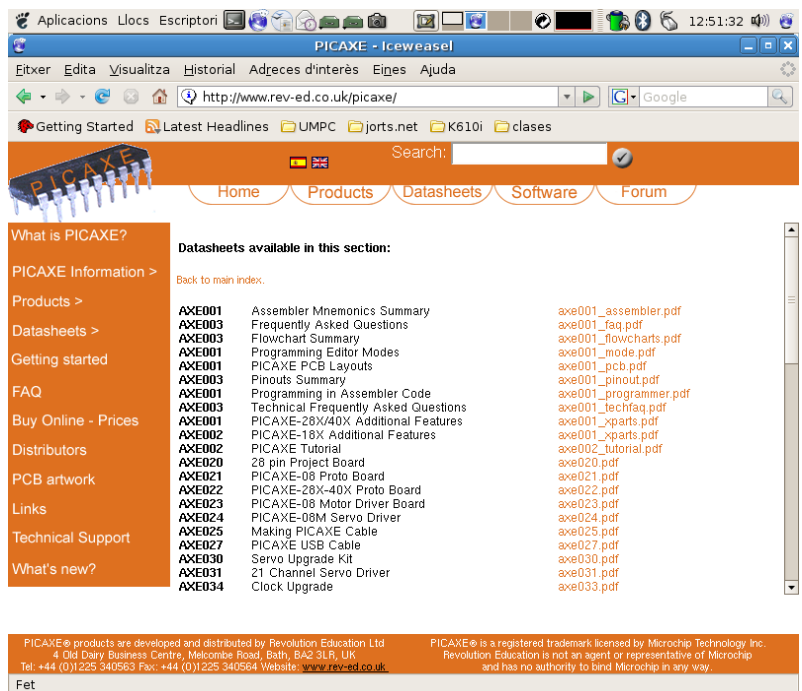 Aplicacions Llocs Escriptori 12:51:32
PICAXE - Iceweasel
Fitxer Edita Visualitza Historial Adreces d'interès Eines Ajuda
http://www.rev-ed.co.uk/picaxe/ G Google
Getting Started Latest Headlines UMPC jorts.net K610i clases
PICAXE
Search:
Home Products Datasheets Software Forum
What is PICAXE?
PICAXE Information >
Products >
Datasheets >
Getting started
FAQ
Buy Online - Prices
Distributors
PCB artwork
Links
Technical Support
What's new?
Datasheets available in this section:
Back to main index.
AXE001 Assembler Mnemonics Summary axe001_assembler.pdf
AXE003 Frequently Asked Questions axe001_faq.pdf
AXE003 Flowchart Summary axe001_flowcharts.pdf
AXE001 Programming Editor Modes axe001_mode.pdf
AXE001 PICAXE PCB Layouts axe001_pcb.pdf
AXE003 Pinouts Summary axe001_pinout.pdf
AXE001 Programming in Assembler Code axe001_programmer.pdf
AXE003 Technical Frequently Asked Questions axe001_techfaq.pdf
AXE001 PICAXE-28X/40X Additional Features axe001_xparts.pdf
AXE002 PICAXE-18X Additional Features axe001_xparts.pdf
AXE002 PICAXE Tutorial axe002_tutorial.pdf
AXE020 28 pin Project Board axe020.pdf
AXE021 PICAXE-08 Proto Board axe021.pdf
AXE022 PICAXE-28X-40X Proto Board axe022.pdf
AXE023 PICAXE-08 Motor Driver Board axe023.pdf
AXE024 PICAXE-08M Servo Driver axe024.pdf
AXE025 Making PICAXE Cable axe025.pdf
AXE027 PICAXE USB Cable axe027.pdf
AXE030 Servo Upgrade Kit axe030.pdf
AXE031 21 Channel Servo Driver axe031.pdf
AXE034 Clock Upgrade axe033.pdf
PICAXE® products are developed and distributed by Revolution Education Ltd
4 Old Dairy Business Centre, Melcombe Road, Bath, BA2 3LR, UK
Tel: +44 (0)1225 340563 Fax: +44 (0)1225 340564 Website: www.rev-ed.co.uk
PICAXE® is a registered trademark licensed by Microchip Technology Inc.
Revolution Education is not an agent or representative of Microchip
and has no authority to bind Microchip in any way.
Fet